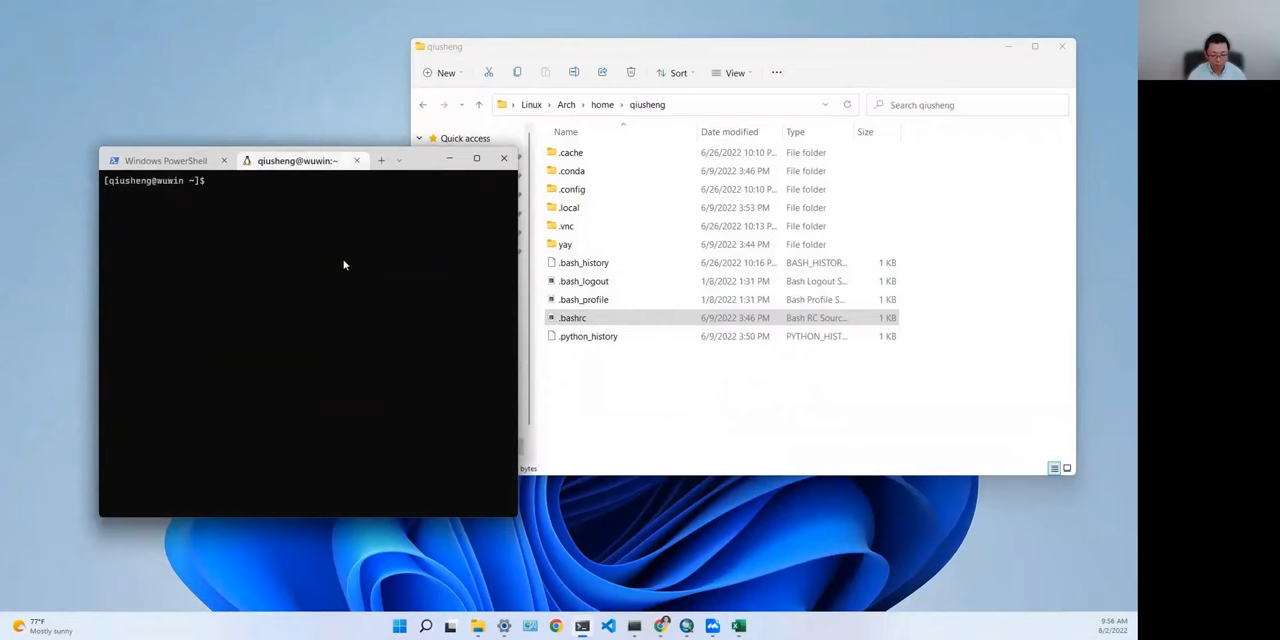 qiusheng
New
Sort
View
Linux > Arch > home > qiusheng
Search qiusheng
Quick access
Name Date modified Type Size
.cache 6/26/2022 10:10 P... File folder
.conda 6/9/2022 3:46 PM File folder
.config 6/26/2022 10:10 P... File folder
.local 6/9/2022 3:53 PM File folder
.vnc 6/26/2022 10:13 P... File folder
yay 6/9/2022 3:44 PM File folder
.bash_history 6/26/2022 10:16 P... BASH_HISTOR... 1 KB
.bash_logout 1/8/2022 1:31 PM Bash Logout S... 1 KB
.bash_profile 1/8/2022 1:31 PM Bash Profile S... 1 KB
.bashrc 6/9/2022 3:46 PM Bash RC Sourc... 1 KB
.python_history 6/9/2022 3:50 PM PYTHON_HIST... 1 KB
bytes
Windows PowerShell
qiusheng@wuwin:~
[qiusheng@wuwin ~]$
77°F
Mostly sunny
9:56 AM
8/2/2022